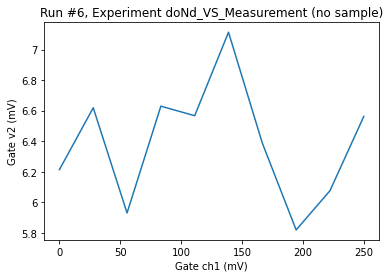 Run #6, Experiment doNd_VS_Measurement (no sample)
Gate v2 (mV)
7
6.8
6.6
6.4
6.2
6
5.8
0 50 100 150 200 250
Gate ch1 (mV)